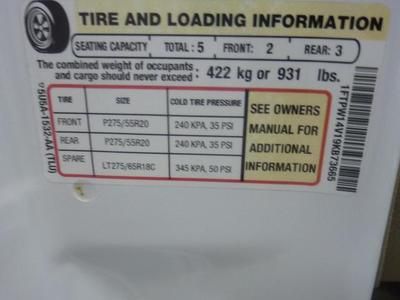 TIRE AND LOADING INFORMATION
SEATING CAPACITY TOTAL: 5 FRONT: 2 REAR: 3
The combined weight of occupants
and cargo should never exceed: 422 kg or 931 lbs.
TIRE SIZE COLD TIRE PRESSURE
FRONT P275/55R20 240 KPA, 35 PSI
REAR P275/55R20 240 KPA, 35 PSI
SPARE LT275/65R18C 345 KPA, 50 PSI
SEE OWNERS
MANUAL FOR
ADDITIONAL
INFORMATION
1FTPW14V19KB73665